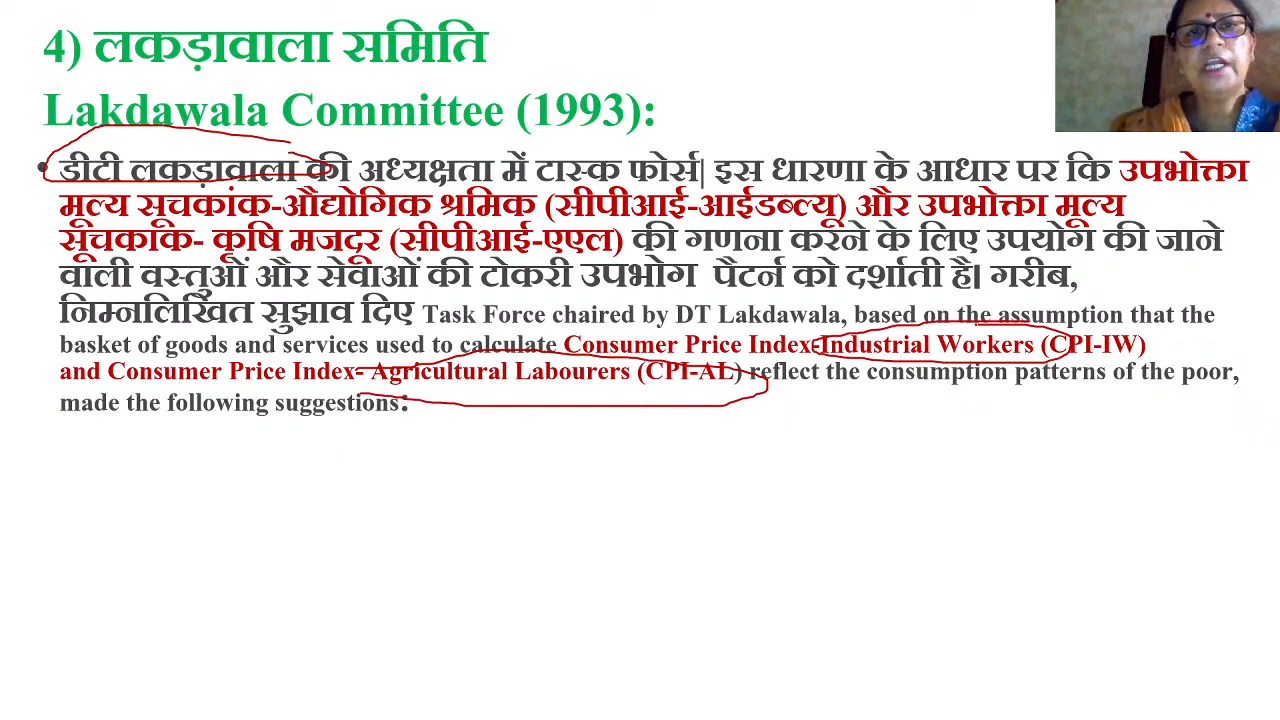 4) लकड़ावाला समिति
Lakdawala Committee (1993):
• डीटी लकड़ावाला की अध्यक्षता में टास्क फोर्स| इस धारणा के आधार पर कि उपभोक्ता
मूल्य सूचकांक-औद्योगिक श्रमिक (सीपीआई-आईडब्ल्यू) और उपभोक्ता मूल्य
सूचकांक- कृषि मजदूर (सीपीआई-एएल) की गणना करने के लिए उपयोग की जाने
वाली वस्तुओं और सेवाओं की टोकरी उपभोग पैटर्न को दर्शाती है। गरीब,
निम्नलिखित सुझाव दिए Task Force chaired by DT Lakdawala, based on the assumption that the
basket of goods and services used to calculate Consumer Price Index-Industrial Workers (CPI-IW)
and Consumer Price Index- Agricultural Labourers (CPI-AL) reflect the consumption patterns of the poor,
made the following suggestions: